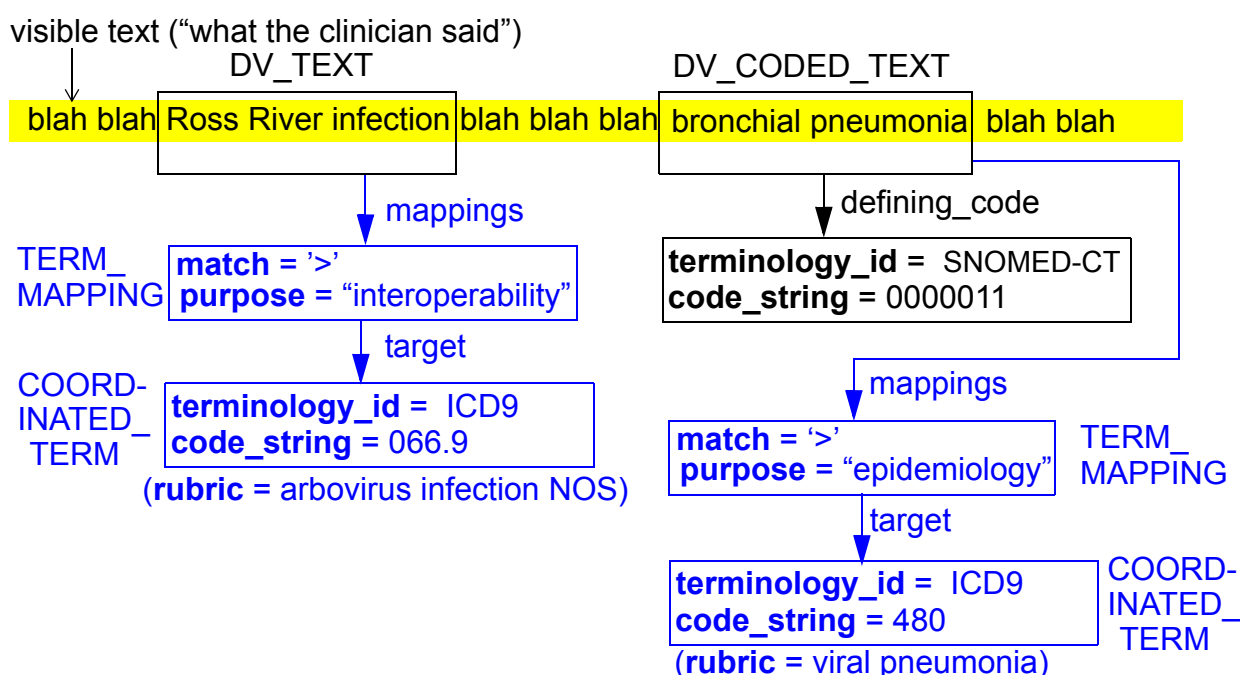 visible text (“what the clinician said”)
DV_TEXT
DV_CODED_TEXT
blah blah Ross River infection blah blah blah bronchial pneumonia blah blah
mappings
TERM_
MAPPING
match = ’>’
purpose = “interoperability”
target
COORD-
INATED_
TERM
terminology_id = ICD9
code_string = 066.9
(rubric = arbovirus infection NOS)
defining_code
terminology_id = SNOMED-CT
code_string = 0000011
mappings
match = ‘>’
purpose = “epidemiology”
TERM_
MAPPING
target
terminology_id = ICD9
code_string = 480
(rubric = viral pneumonia)
COORD-
INATED_
TERM